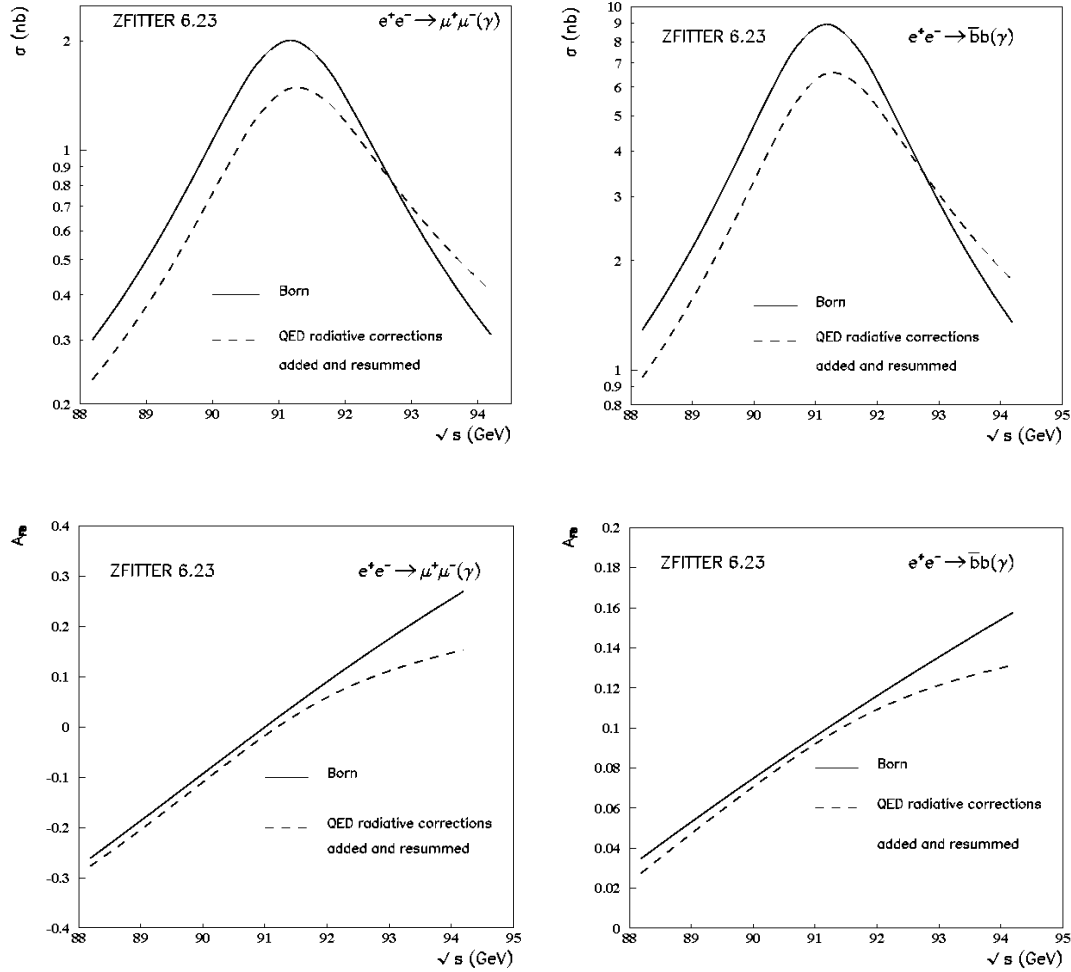 σ (nb)
ZFITTER 6.23
e⁺e⁻→μ⁺μ⁻(γ)
2
1
0.9
0.8
0.7
0.6
0.5
0.4
0.3
0.2
Born
QED radiative corrections
added and resummed
88 89 90 91 92 93 94
√ s (GeV)
σ (nb)
ZFITTER 6.23
e⁺e⁻→b̅b(γ)
10
9
8
7
6
5
4
3
2
1
0.9
0.8
Born
QED radiative corrections
added and resummed
88 89 90 91 92 93 94 95
√ s (GeV)
A_FB
ZFITTER 6.23
e⁺e⁻→μ⁺μ⁻(γ)
0.4
0.3
0.2
0.1
0
-0.1
-0.2
-0.3
-0.4
Born
QED radiative corrections
added and resummed
88 89 90 91 92 93 94 95
√ s (GeV)
A_FB
ZFITTER 6.23
e⁺e⁻→b̅b(γ)
0.2
0.18
0.16
0.14
0.12
0.1
0.08
0.06
0.04
0.02
0
Born
QED radiative corrections
added and resummed
88 89 90 91 92 93 94 95
√ s (GeV)